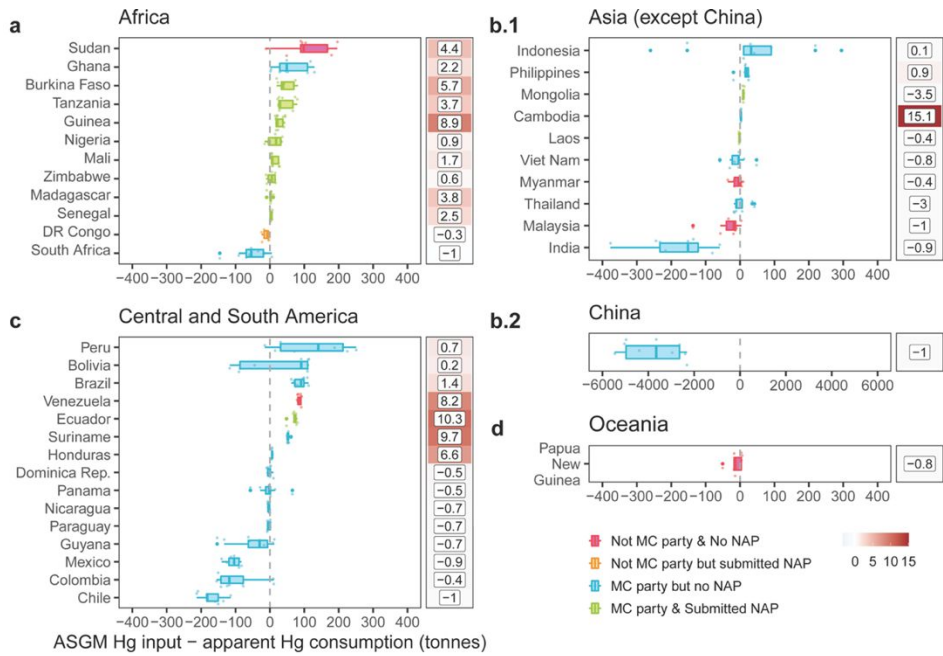 a Africa
Sudan 4.4
Ghana 2.2
Burkina Faso 5.7
Tanzania 3.7
Guinea 8.9
Nigeria 0.9
Mali 1.7
Zimbabwe 0.6
Madagascar 3.8
Senegal 2.5
DR Congo −0.3
South Africa −1
−400 −300 −200 −100 0 100 200 300 400
b.1 Asia (except China)
Indonesia 0.1
Philippines 0.9
Mongolia −3.5
Cambodia 15.1
Laos −0.4
Viet Nam −0.8
Myanmar −0.4
Thailand −3
Malaysia −1
India −0.9
−400 −300 −200 −100 0 100 200 300 400
c Central and South America
Peru 0.7
Bolivia 0.2
Brazil 1.4
Venezuela 8.2
Ecuador 10.3
Suriname 9.7
Honduras 6.6
Dominica Rep. −0.5
Panama −0.5
Nicaragua −0.7
Paraguay −0.7
Guyana −0.7
Mexico −0.9
Colombia −0.4
Chile −1
−400 −300 −200 −100 0 100 200 300 400
ASGM Hg input − apparent Hg consumption (tonnes)
b.2 China
−1
−6000 −4000 −2000 0 2000 4000 6000
d Oceania
Papua
New −0.8
Guinea
−400 −300 −200 −100 0 100 200 300 400
Not MC party & No NAP
Not MC party but submitted NAP
MC party but no NAP
MC party & Submitted NAP
0 5 10 15